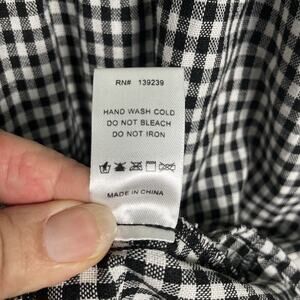 RN# 139239
HAND WASH COLD
DO NOT BLEACH
DO NOT IRON
MADE IN CHINA